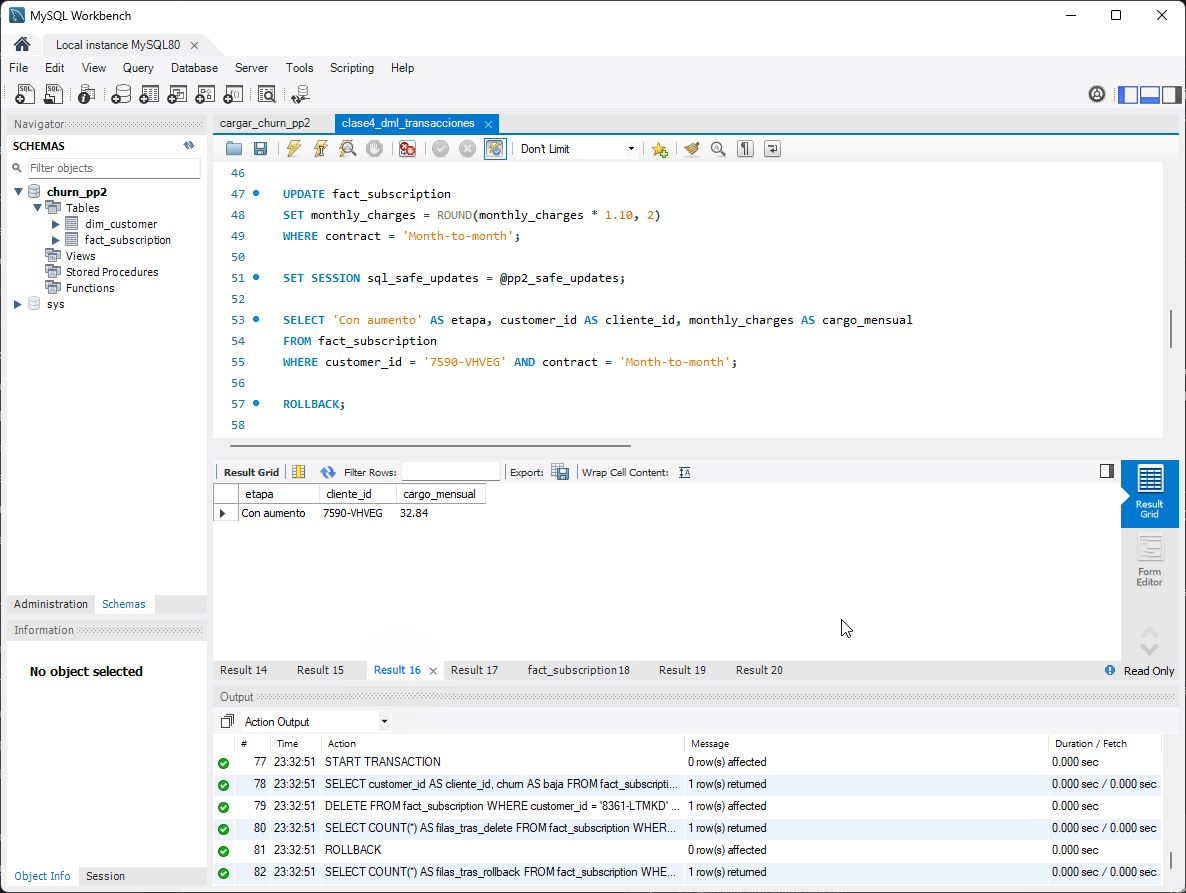 MySQL Workbench
Local instance MySQL80
File Edit View Query Database Server Tools Scripting Help
Navigator
SCHEMAS
Filter objects
churn_pp2
Tables
dim_customer
fact_subscription
Views
Stored Procedures
Functions
sys
Administration Schemas
Information
No object selected
Object Info Session
cargar_churn_pp2 clase4_dml_transacciones
Don't Limit
46
47 UPDATE fact_subscription
48 SET monthly_charges = ROUND(monthly_charges * 1.10, 2)
49 WHERE contract = 'Month-to-month';
50
51 SET SESSION sql_safe_updates = @pp2_safe_updates;
52
53 SELECT 'Con aumento' AS etapa, customer_id AS cliente_id, monthly_charges AS cargo_mensual
54 FROM fact_subscription
55 WHERE customer_id = '7590-VHVEG' AND contract = 'Month-to-month';
56
57 ROLLBACK;
58
Result Grid Filter Rows: Export: Wrap Cell Content:
etapa cliente_id cargo_mensual
Con aumento 7590-VHVEG 32.84
Result Grid
Form Editor
Result 14 Result 15 Result 16 Result 17 fact_subscription18 Result 19 Result 20
Read Only
Output
Action Output
# Time Action Message Duration / Fetch
77 23:32:51 START TRANSACTION 0 row(s) affected 0.000 sec
78 23:32:51 SELECT customer_id AS cliente_id, churn AS baja FROM fact_subscripti... 1 row(s) returned 0.000 sec / 0.000 sec
79 23:32:51 DELETE FROM fact_subscription WHERE customer_id = '8361-LTMKD' ... 1 row(s) affected 0.000 sec
80 23:32:51 SELECT COUNT(*) AS filas_tras_delete FROM fact_subscription WHER... 1 row(s) returned 0.000 sec / 0.000 sec
81 23:32:51 ROLLBACK 0 row(s) affected 0.000 sec
82 23:32:51 SELECT COUNT(*) AS filas_tras_rollback FROM fact_subscription WHE... 1 row(s) returned 0.000 sec / 0.000 sec